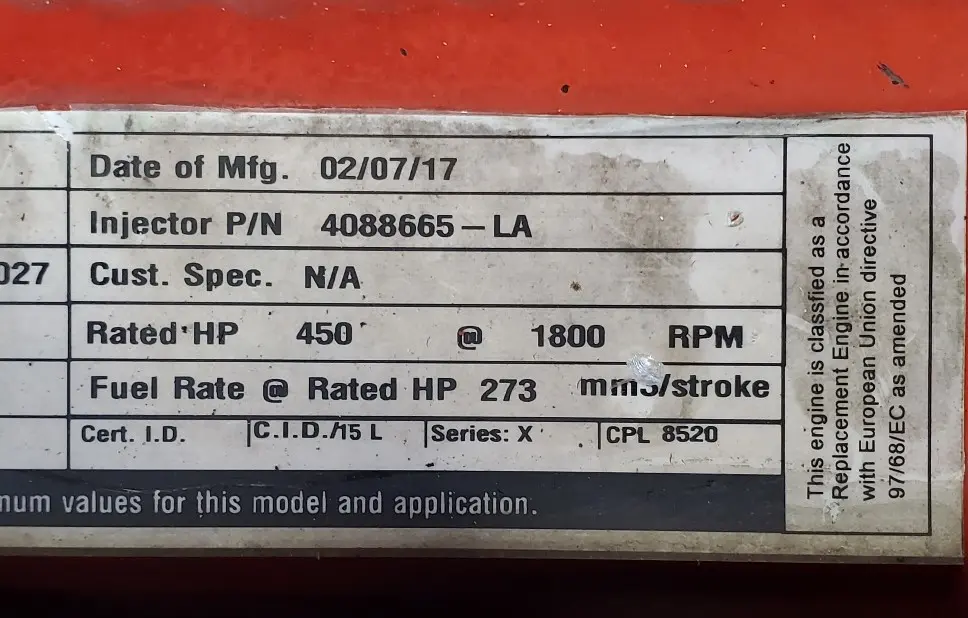 Date of Mfg. 02/07/17
Injector P/N 4088665-LA
027 Cust. Spec. N/A
Rated HP 450 @ 1800 RPM
Fuel Rate @ Rated HP 273 mm3/stroke
Cert. I.D. C.I.D./15 L Series: X CPL 8520
num values for this model and application.
This engine is classfied as a
Replacement Engine in accordance
with European Union directive
97/68/EC as amended